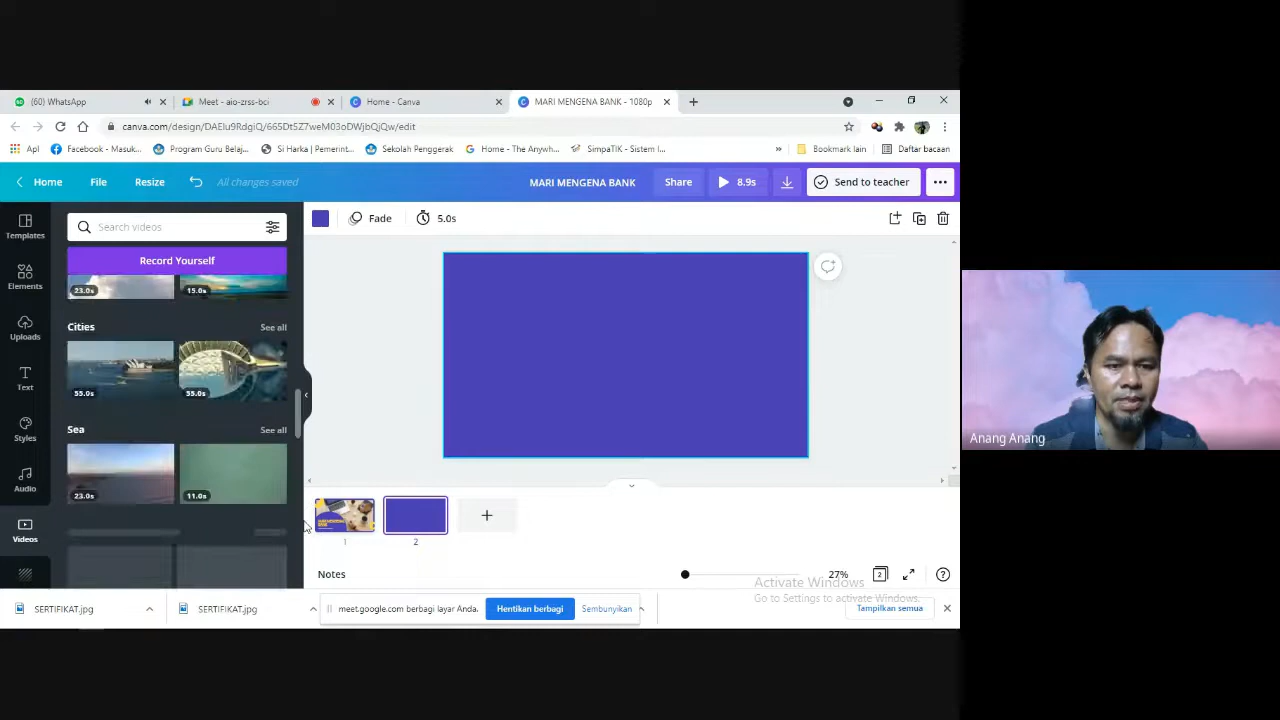 (60) WhatsApp
Meet - aio-zrss-bci
Home - Canva
MARI MENGENA BANK - 1080p
canva.com/design/DAElu9RdgiQ/665Dt5Z7weM03oDWjbQjQw/edit
Apl
Facebook - Masuk...
Program Guru Belaj...
Si Harka | Pemerint...
Sekolah Penggerak
Home - The Anywh...
SimpaTIK - Sistem I...
»
Bookmark lain
Daftar bacaan
Home
File
Resize
All changes saved
MARI MENGENA BANK
Share
8.9s
Send to teacher
Templates
Elements
Uploads
Text
Styles
Audio
Videos
Search videos
Record Yourself
23.0s
15.0s
Cities
See all
55.0s
55.0s
Sea
See all
23.0s
11.0s
Fade
5.0s
1
2
Notes
27%
2
Activate Windows
Go to Settings to activate Windows.
SERTIFIKAT.jpg
SERTIFIKAT.jpg
meet.google.com berbagi layar Anda.
Hentikan berbagi
Sembunyikan
Tampilkan semua
Anang Anang